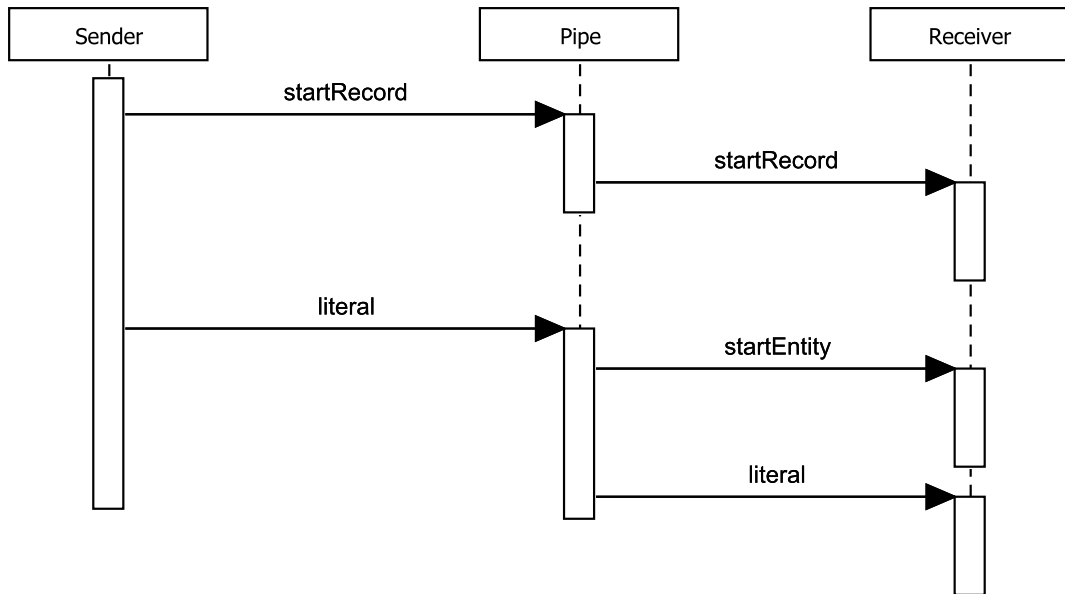 Sender
Pipe
Receiver
startRecord
startRecord
literal
startEntity
literal